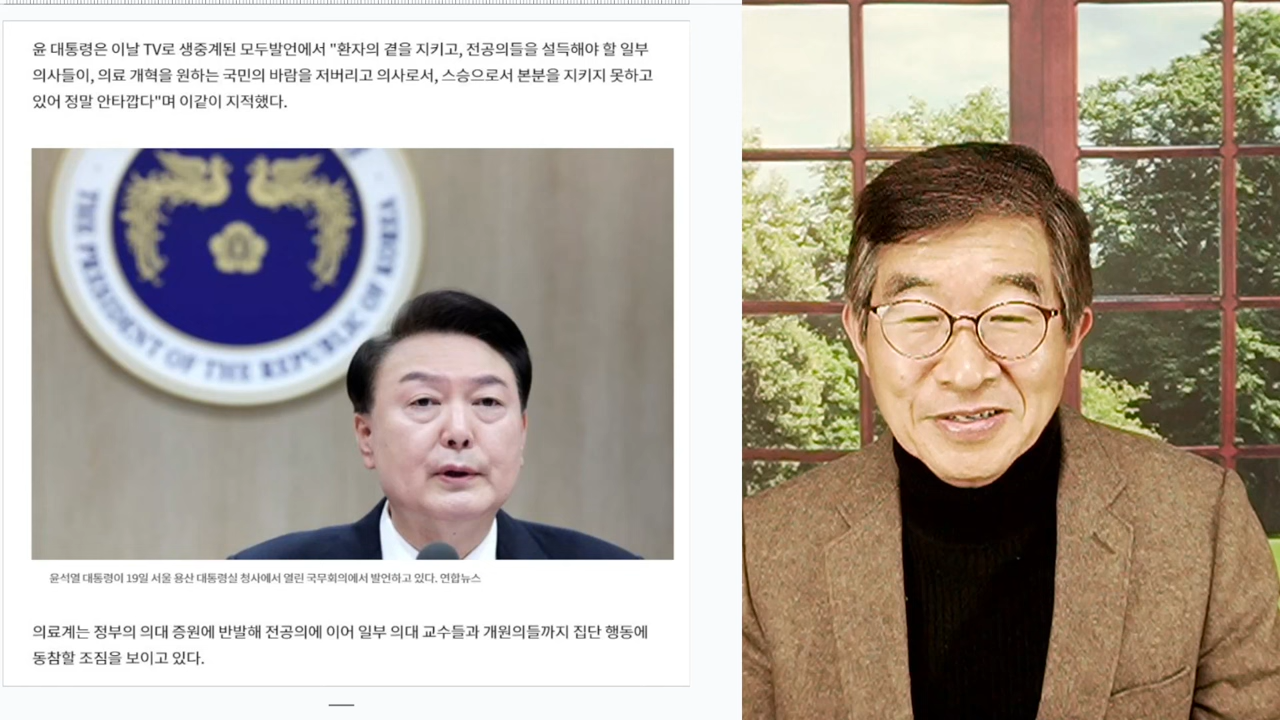 윤 대통령은 이날 TV로 생중계된 모두발언에서 "환자의 곁을 지키고, 전공의들을 설득해야 할 일부
의사들이, 의료 개혁을 원하는 국민의 바람을 저버리고 의사로서, 스승으로서 본분을 지키지 못하고
있어 정말 안타깝다"며 이같이 지적했다.
THE PRESIDENT OF THE REPUBLIC OF KOREA
윤석열 대통령이 19일 서울 용산 대통령실 청사에서 열린 국무회의에서 발언하고 있다. 연합뉴스
의료계는 정부의 의대 증원에 반발해 전공의에 이어 일부 의대 교수들과 개원의들까지 집단 행동에
동참할 조짐을 보이고 있다.